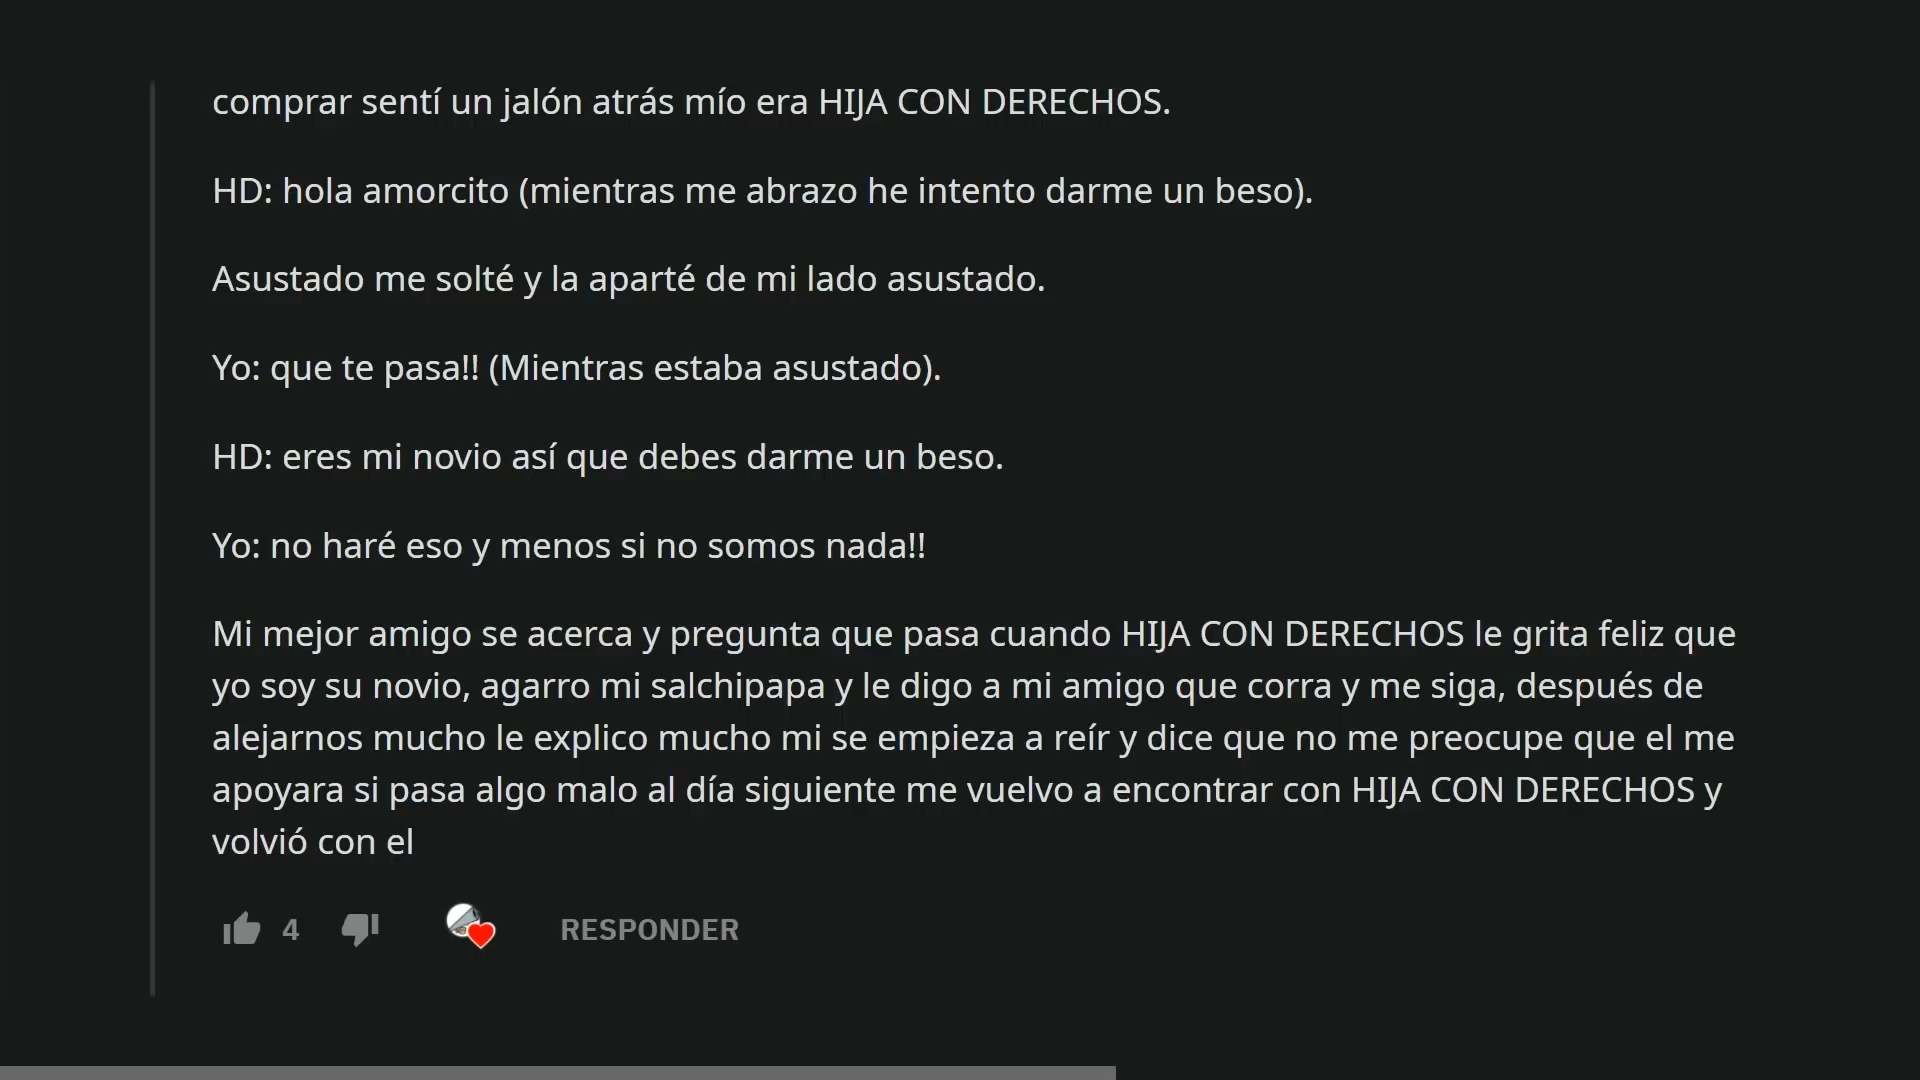 comprar sentí un jalón atrás mío era HIJA CON DERECHOS.
HD: hola amorcito (mientras me abrazo he intento darme un beso).
Asustado me solté y la aparté de mi lado asustado.
Yo: que te pasa!! (Mientras estaba asustado).
HD: eres mi novio así que debes darme un beso.
Yo: no haré eso y menos si no somos nada!!
Mi mejor amigo se acerca y pregunta que pasa cuando HIJA CON DERECHOS le grita feliz que
yo soy su novio, agarro mi salchipapa y le digo a mi amigo que corra y me siga, después de
alejarnos mucho le explico mucho mi se empieza a reír y dice que no me preocupe que el me
apoyara si pasa algo malo al día siguiente me vuelvo a encontrar con HIJA CON DERECHOS y
volvió con el
4 RESPONDER